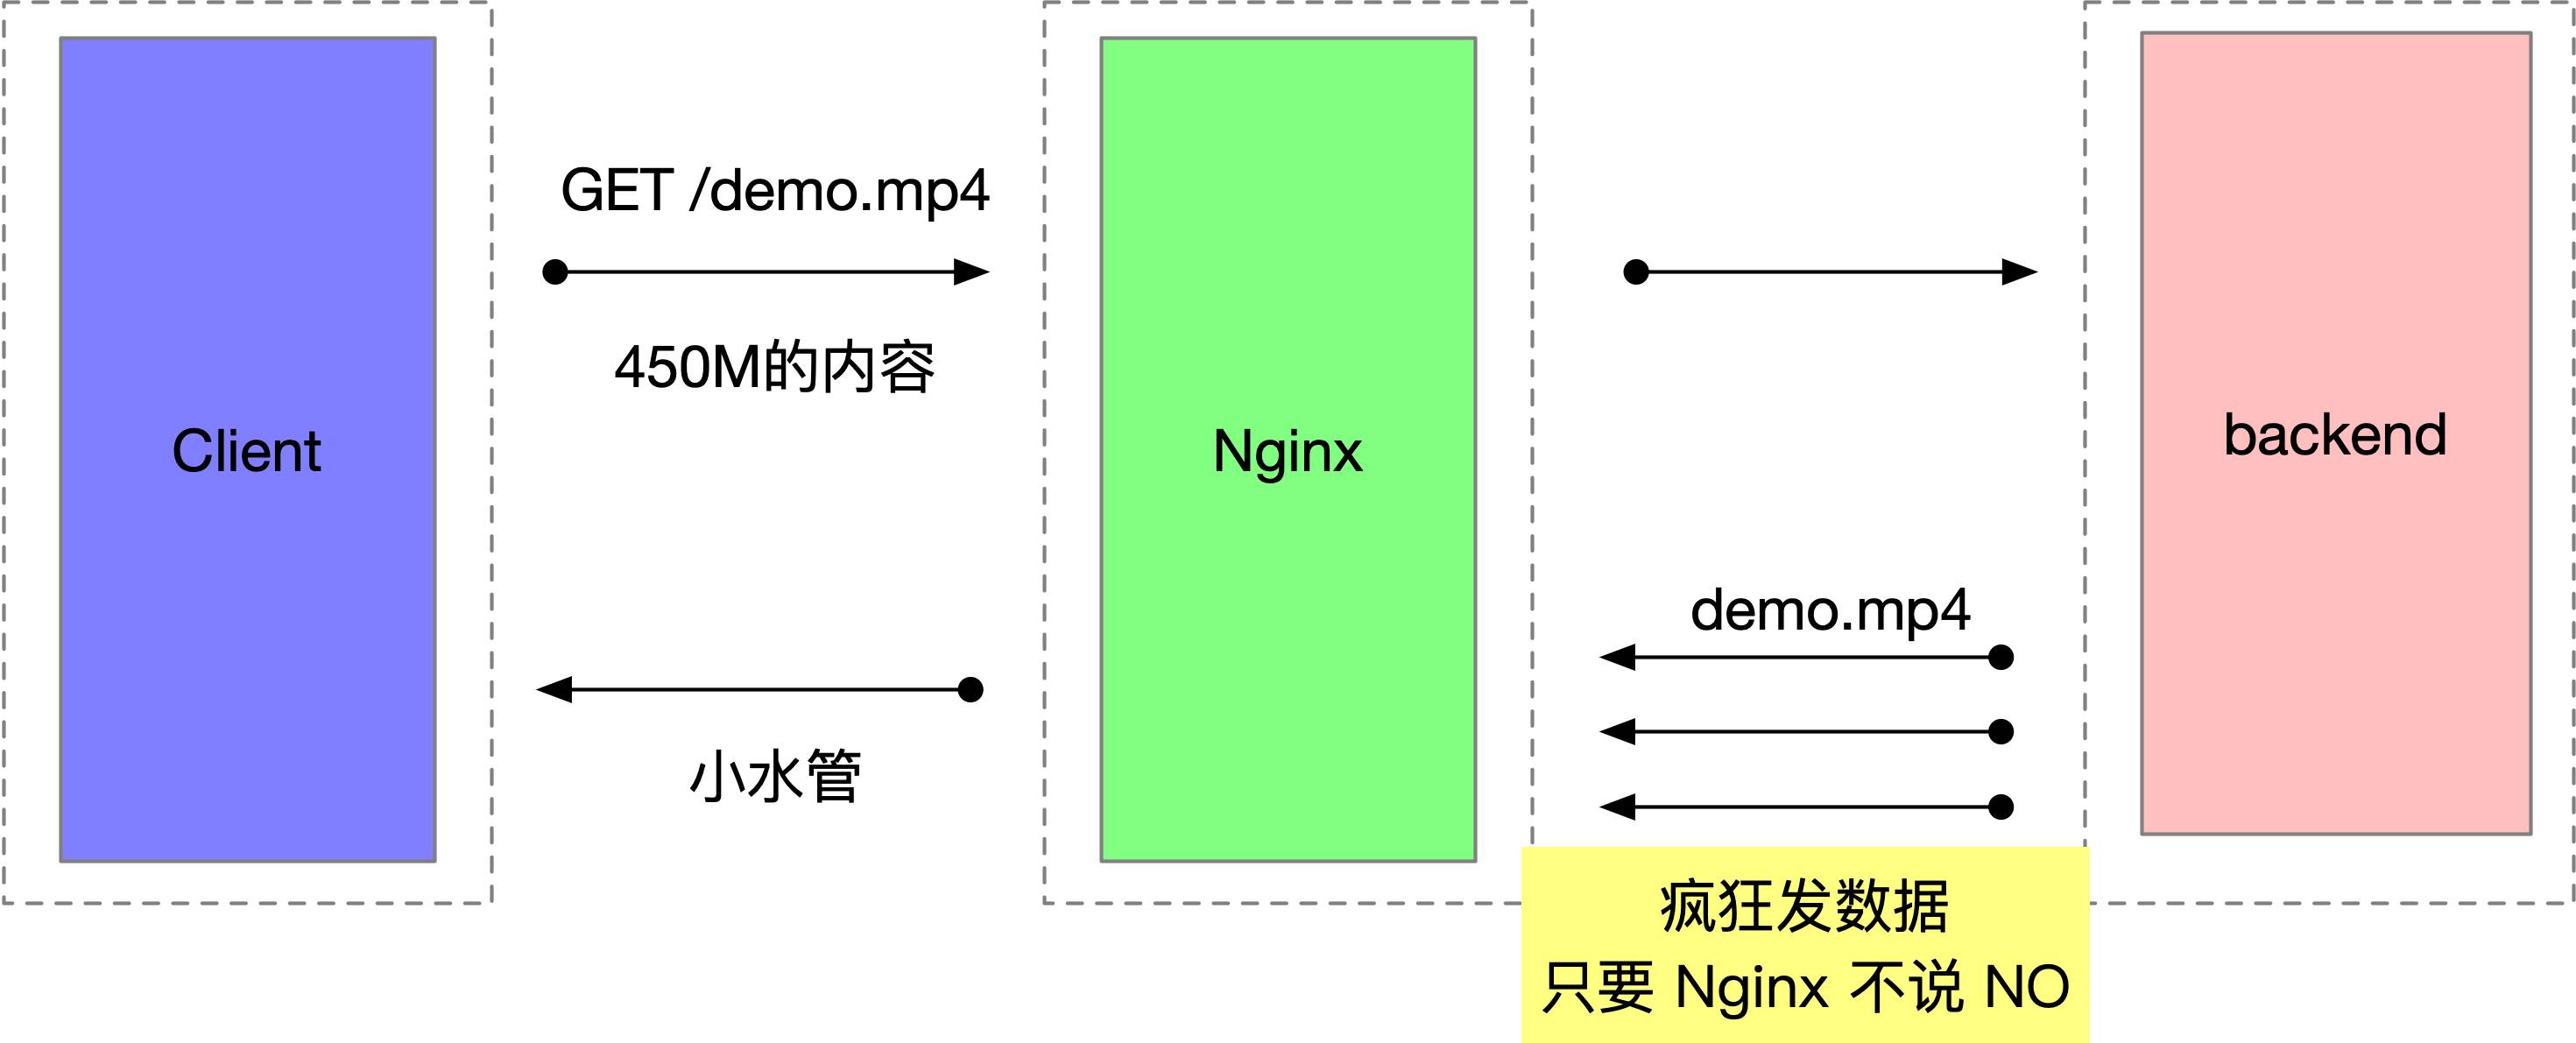 GET /demo.mp4
450M的内容
Client
Nginx
backend
demo.mp4
小水管
疯狂发数据
只要 Nginx 不说 NO